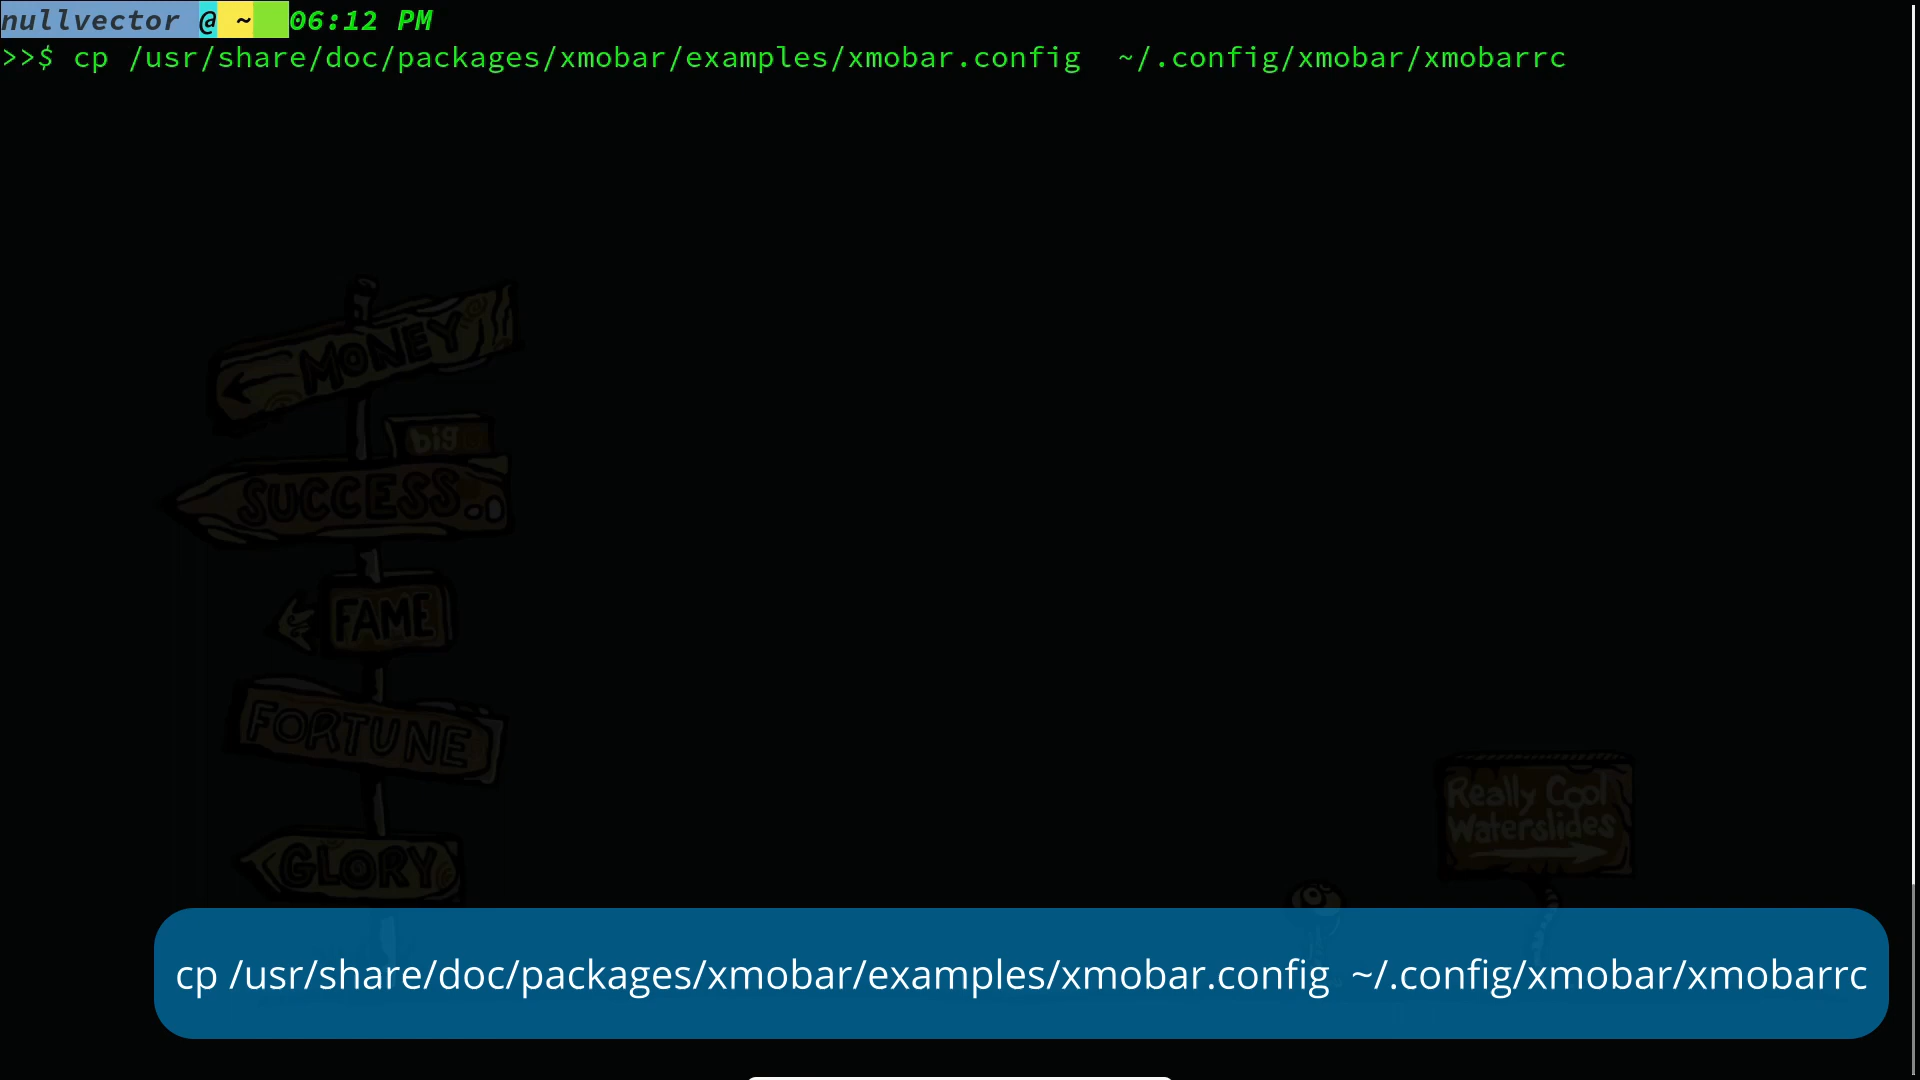 nullvector @ ~ 06:12 PM
>>$ cp /usr/share/doc/packages/xmobar/examples/xmobar.config  ~/.config/xmobar/xmobarrc
MONEY
big
SUCCESS
FAME
FORTUNE
GLORY
Really Cool
Waterslides
cp /usr/share/doc/packages/xmobar/examples/xmobar.config  ~/.config/xmobar/xmobarrc